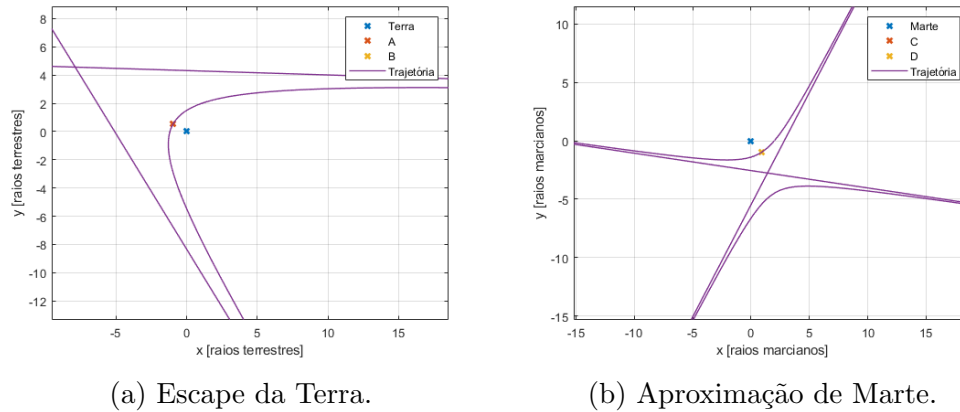 8
6
4
2
0
-2
-4
-6
-8
-10
-12
y [raios terrestres]
-5
0
5
10
15
x [raios terrestres]
Terra
A
B
Trajetória
(a) Escape da Terra.
10
5
0
-5
-10
-15
y [raios marcianos]
-15
-10
-5
0
5
10
15
x [raios marcianos]
Marte
C
D
Trajetória
(b) Aproximação de Marte.